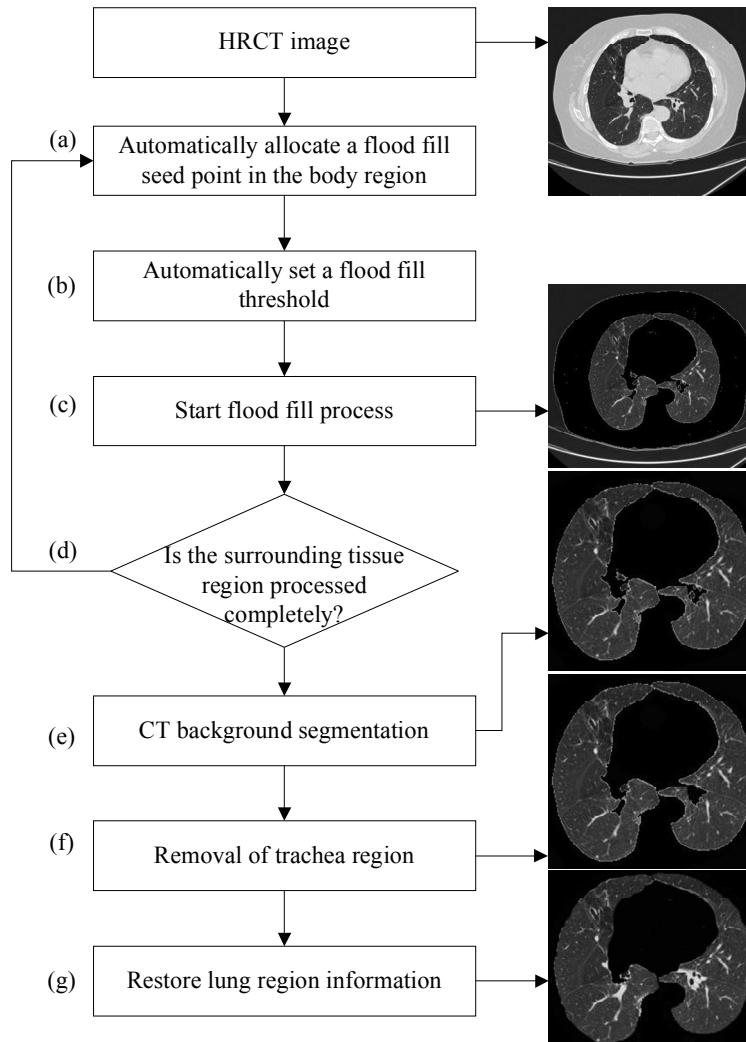 HRCT image
(a)
Automatically allocate a flood fill
seed point in the body region
(b)
Automatically set a flood fill
threshold
(c)
Start flood fill process
(d)
Is the surrounding tissue
region processed
completely?
(e)
CT background segmentation
(f)
Removal of trachea region
(g)
Restore lung region information